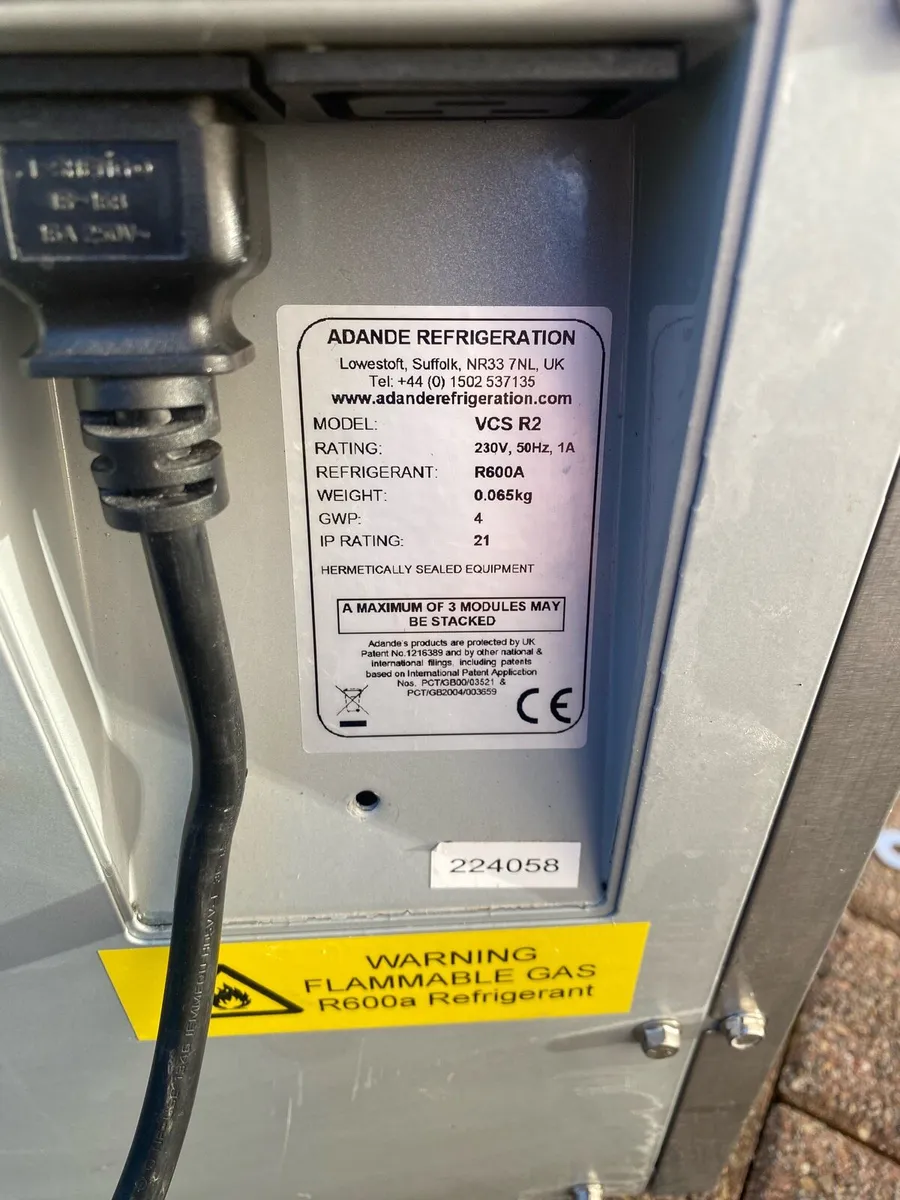 15A 250V~
ADANDE REFRIGERATION
Lowestoft, Suffolk, NR33 7NL, UK
Tel: +44 (0) 1502 537135
www.adanderefrigeration.com
MODEL: VCS R2
RATING: 230V, 50Hz, 1A
REFRIGERANT: R600A
WEIGHT: 0.065kg
GWP: 4
IP RATING: 21
HERMETICALLY SEALED EQUIPMENT
A MAXIMUM OF 3 MODULES MAY
BE STACKED
Adande's products are protected by UK
Patent No.1216389 and by other national &
international filings, including patents
based on International Patent Application
Nos. PCT/GB00/03521 &
PCT/GB2004/003659
CE
224058
WARNING
FLAMMABLE GAS
R600a Refrigerant